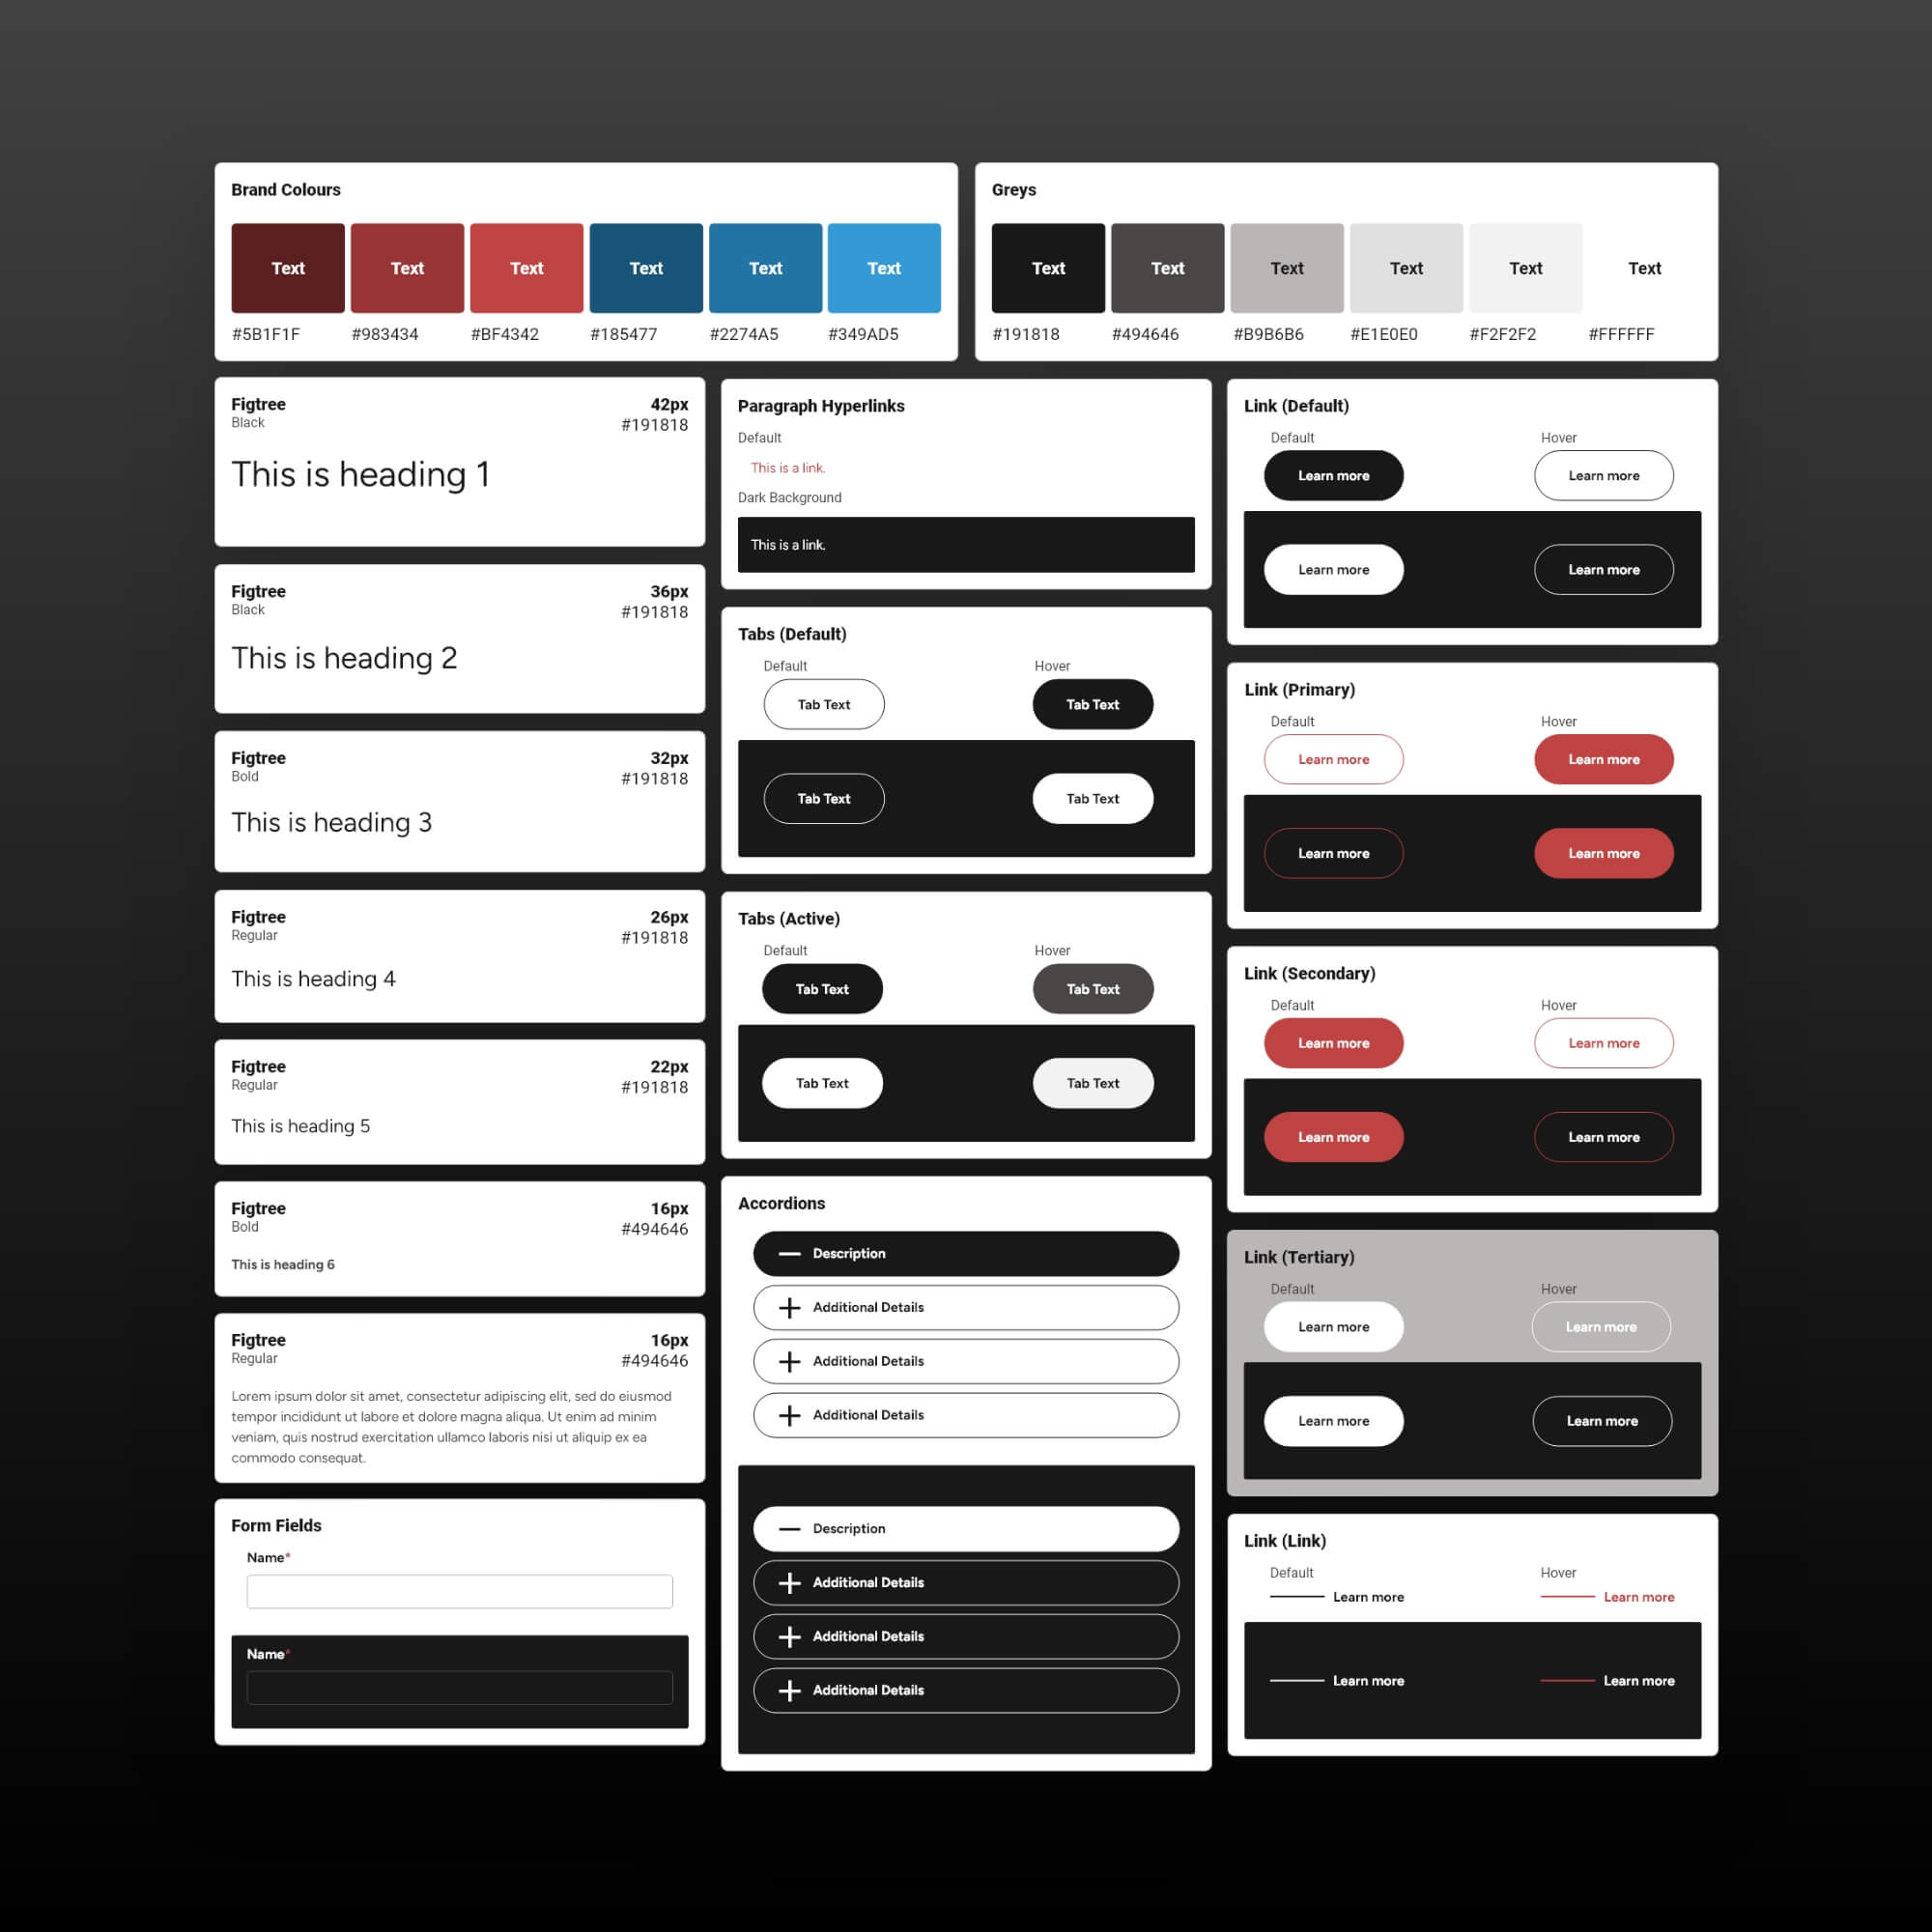 Brand Colours
Text Text Text Text Text Text
#5B1F1F #983434 #BF4342 #185477 #2274A5 #349AD5
Greys
Text Text Text Text Text Text
#191818 #494646 #B9B6B6 #E1E0E0 #F2F2F2 #FFFFFF
Figtree 42px
Black #191818
This is heading 1
Figtree 36px
Black #191818
This is heading 2
Figtree 32px
Bold #191818
This is heading 3
Figtree 26px
Regular #191818
This is heading 4
Figtree 22px
Regular #191818
This is heading 5
Figtree 16px
Bold #494646
This is heading 6
Figtree 16px
Regular #494646
Lorem ipsum dolor sit amet, consectetur adipiscing elit, sed do eiusmod
tempor incididunt ut labore et dolore magna aliqua. Ut enim ad minim
veniam, quis nostrud exercitation ullamco laboris nisi ut aliquip ex ea
commodo consequat.
Form Fields
Name*
Name*
Paragraph Hyperlinks
Default
This is a link.
Dark Background
This is a link.
Tabs (Default)
Default Hover
Tab Text Tab Text
Tab Text Tab Text
Tabs (Active)
Default Hover
Tab Text Tab Text
Tab Text Tab Text
Accordions
Description
Additional Details
Additional Details
Additional Details
Description
Additional Details
Additional Details
Additional Details
Link (Default)
Default Hover
Learn more Learn more
Learn more Learn more
Link (Primary)
Default Hover
Learn more Learn more
Learn more Learn more
Link (Secondary)
Default Hover
Learn more Learn more
Learn more Learn more
Link (Tertiary)
Default Hover
Learn more Learn more
Learn more Learn more
Link (Link)
Default Hover
Learn more Learn more
Learn more Learn more